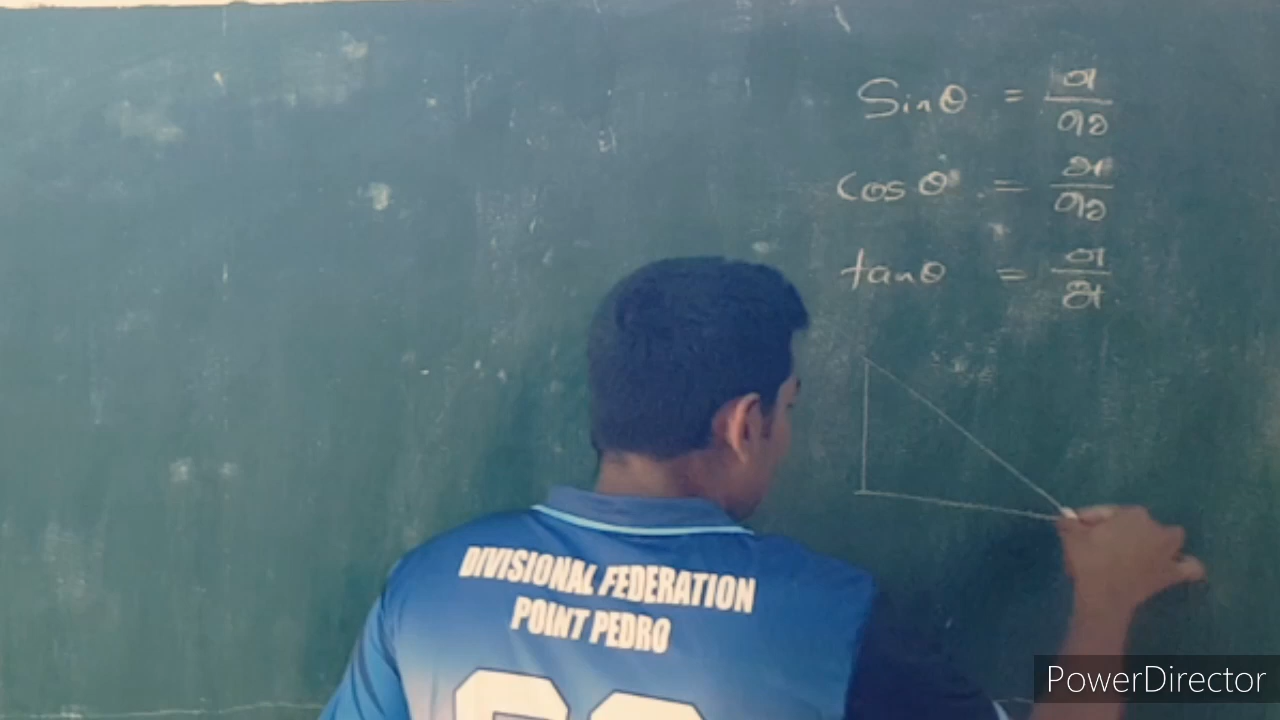 Sinθ = எ
cosθ = அ
tanθ = எ/அ
DIVISIONAL FEDERATION
POINT PEDRO
PowerDirector